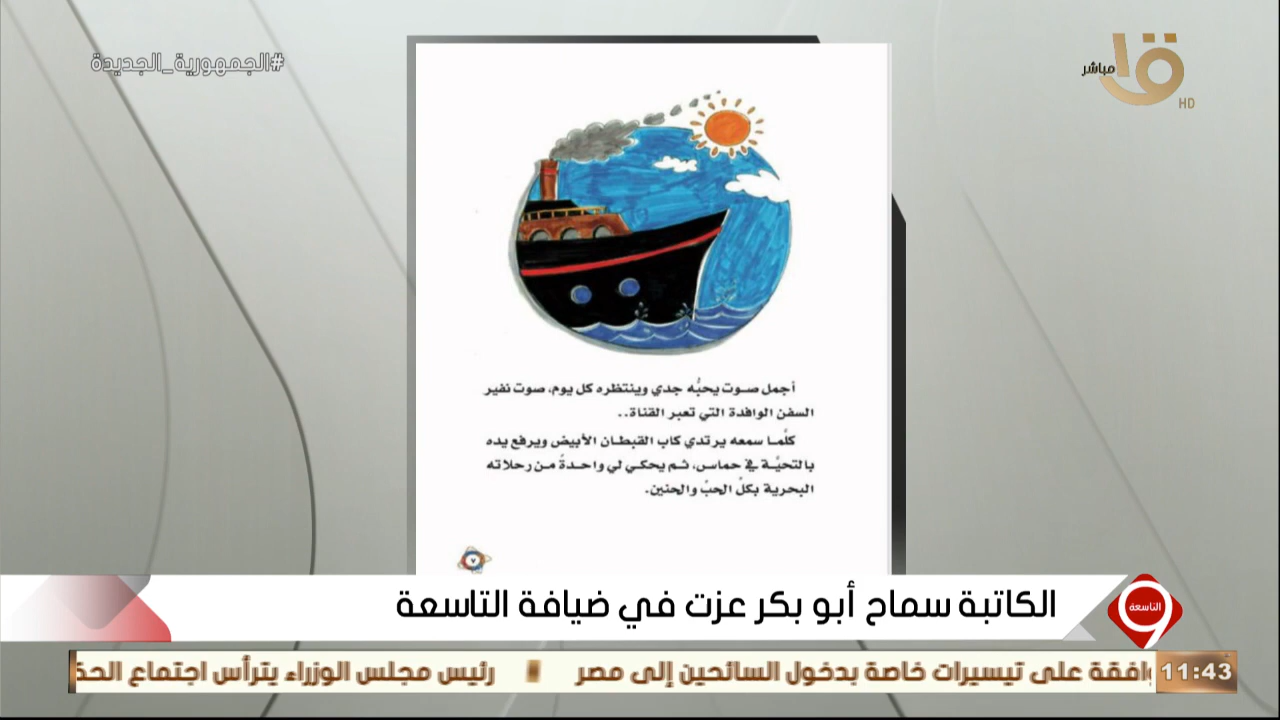 #الجمهورية_الجديدة
مباشر
HD
أجمل صوت يحبُّه جدي وينتظره كل يوم، صوت نفير
السفن الوافدة التي تعبر القناة..
كلَّما سمعه يرتدي كاب القبطان الأبيض ويرفع يده
بالتحيَّة في حماس، ثم يحكي لي واحدةً من رحلاته
البحرية بكلِّ الحبِّ والحنين.
٧
الكاتبة سماح أبو بكر عزت في ضيافة التاسعة
التاسعة
9
على تيسيرات خاصة بدخول السائحين إلى مصر
رئيس مجلس الوزراء يترأس اجتماع
11:43